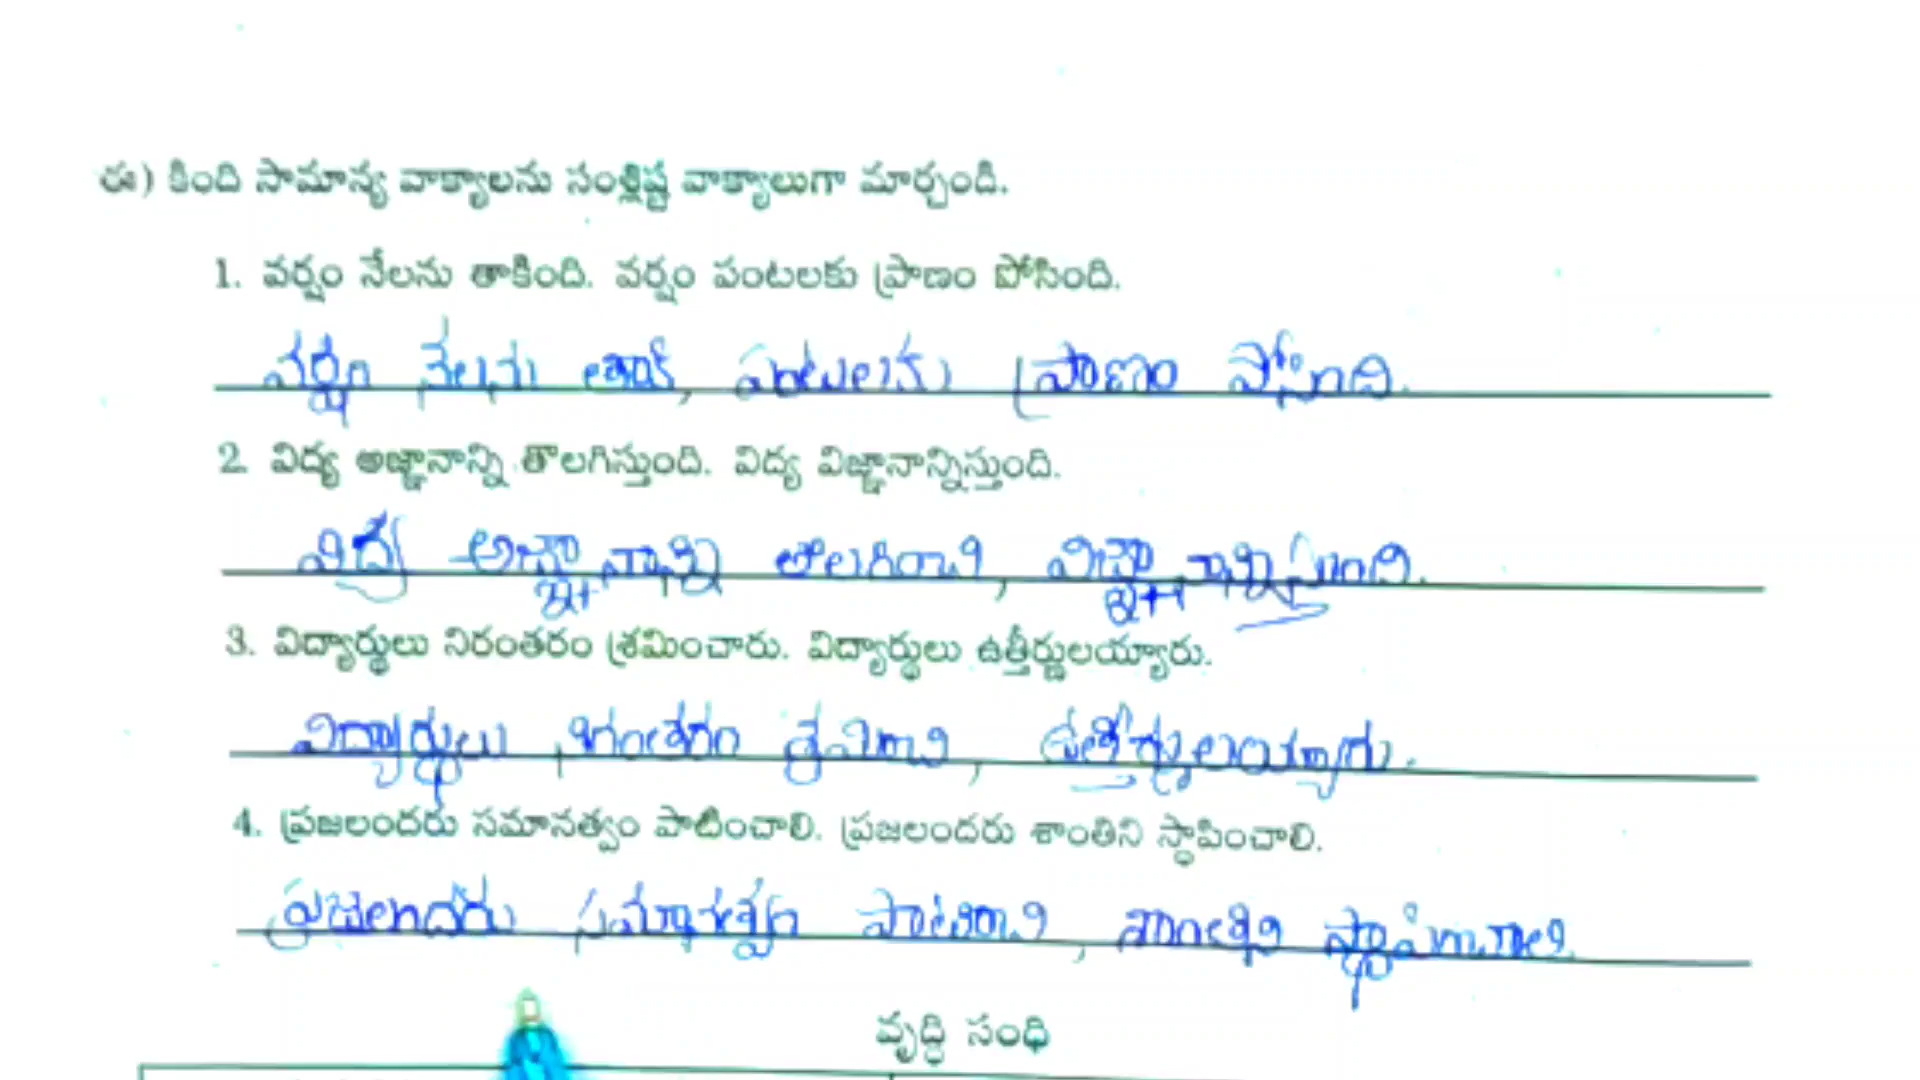 ఈ) కింది సామాన్య వాక్యాలను సంశ్లిష్ట వాక్యాలుగా మార్చండి.
1. వర్షం నేలను తాకింది. వర్షం పంటలకు ప్రాణం పోసింది.
వర్షం నేలను తాకి, పంటలకు ప్రాణం పోసింది.
2. విద్య అజ్ఞానాన్ని తొలగిస్తుంది. విద్య విజ్ఞానాన్నిస్తుంది.
విద్య అజ్ఞానాన్ని తొలగించి, విజ్ఞానాన్నిస్తుంది.
3. విద్యార్థులు నిరంతరం శ్రమించారు. విద్యార్థులు ఉత్తీర్ణులయ్యారు.
విద్యార్థులు నిరంతరం శ్రమించి, ఉత్తీర్ణులయ్యారు.
4. ప్రజలందరు సమానత్వం పాటించాలి. ప్రజలందరు శాంతిని స్థాపించాలి.
ప్రజలందరు సమానత్వం పాటించి, శాంతిని స్థాపించాలి.
వృద్ధి సంధి